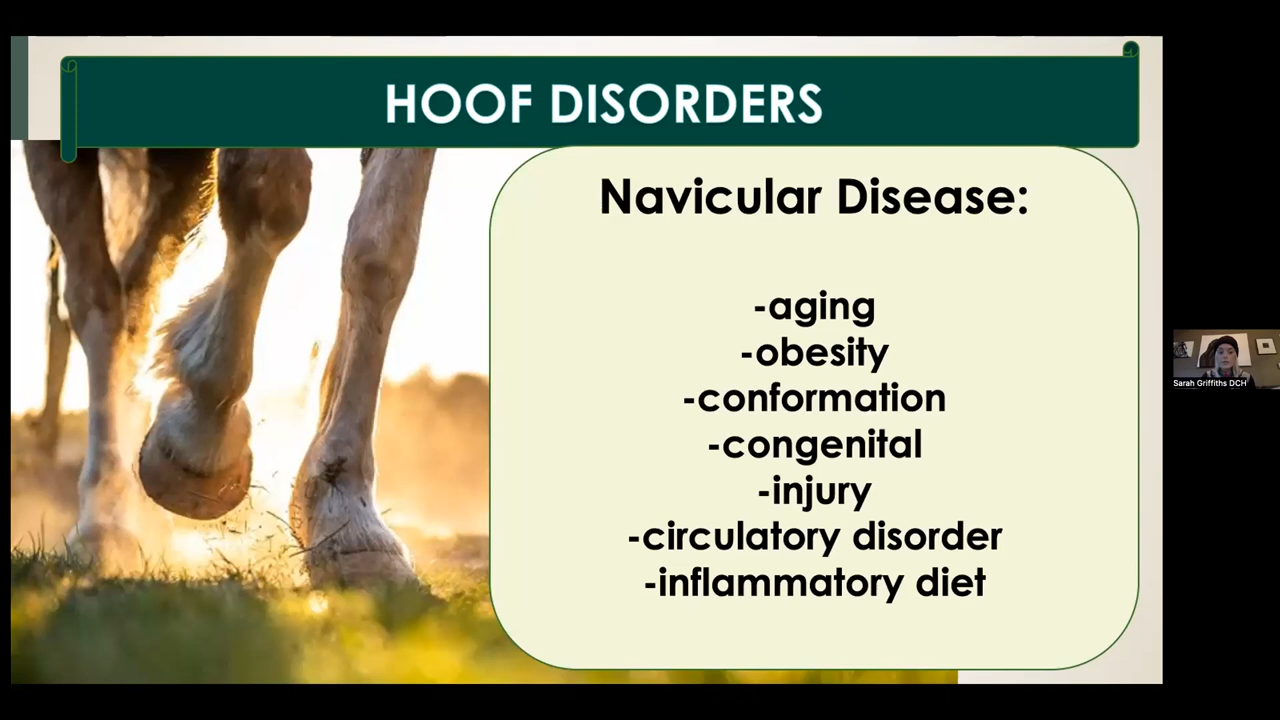 HOOF DISORDERS
Navicular Disease:
-aging
-obesity
-conformation
-congenital
-injury
-circulatory disorder
-inflammatory diet
Sarah Griffiths DCH